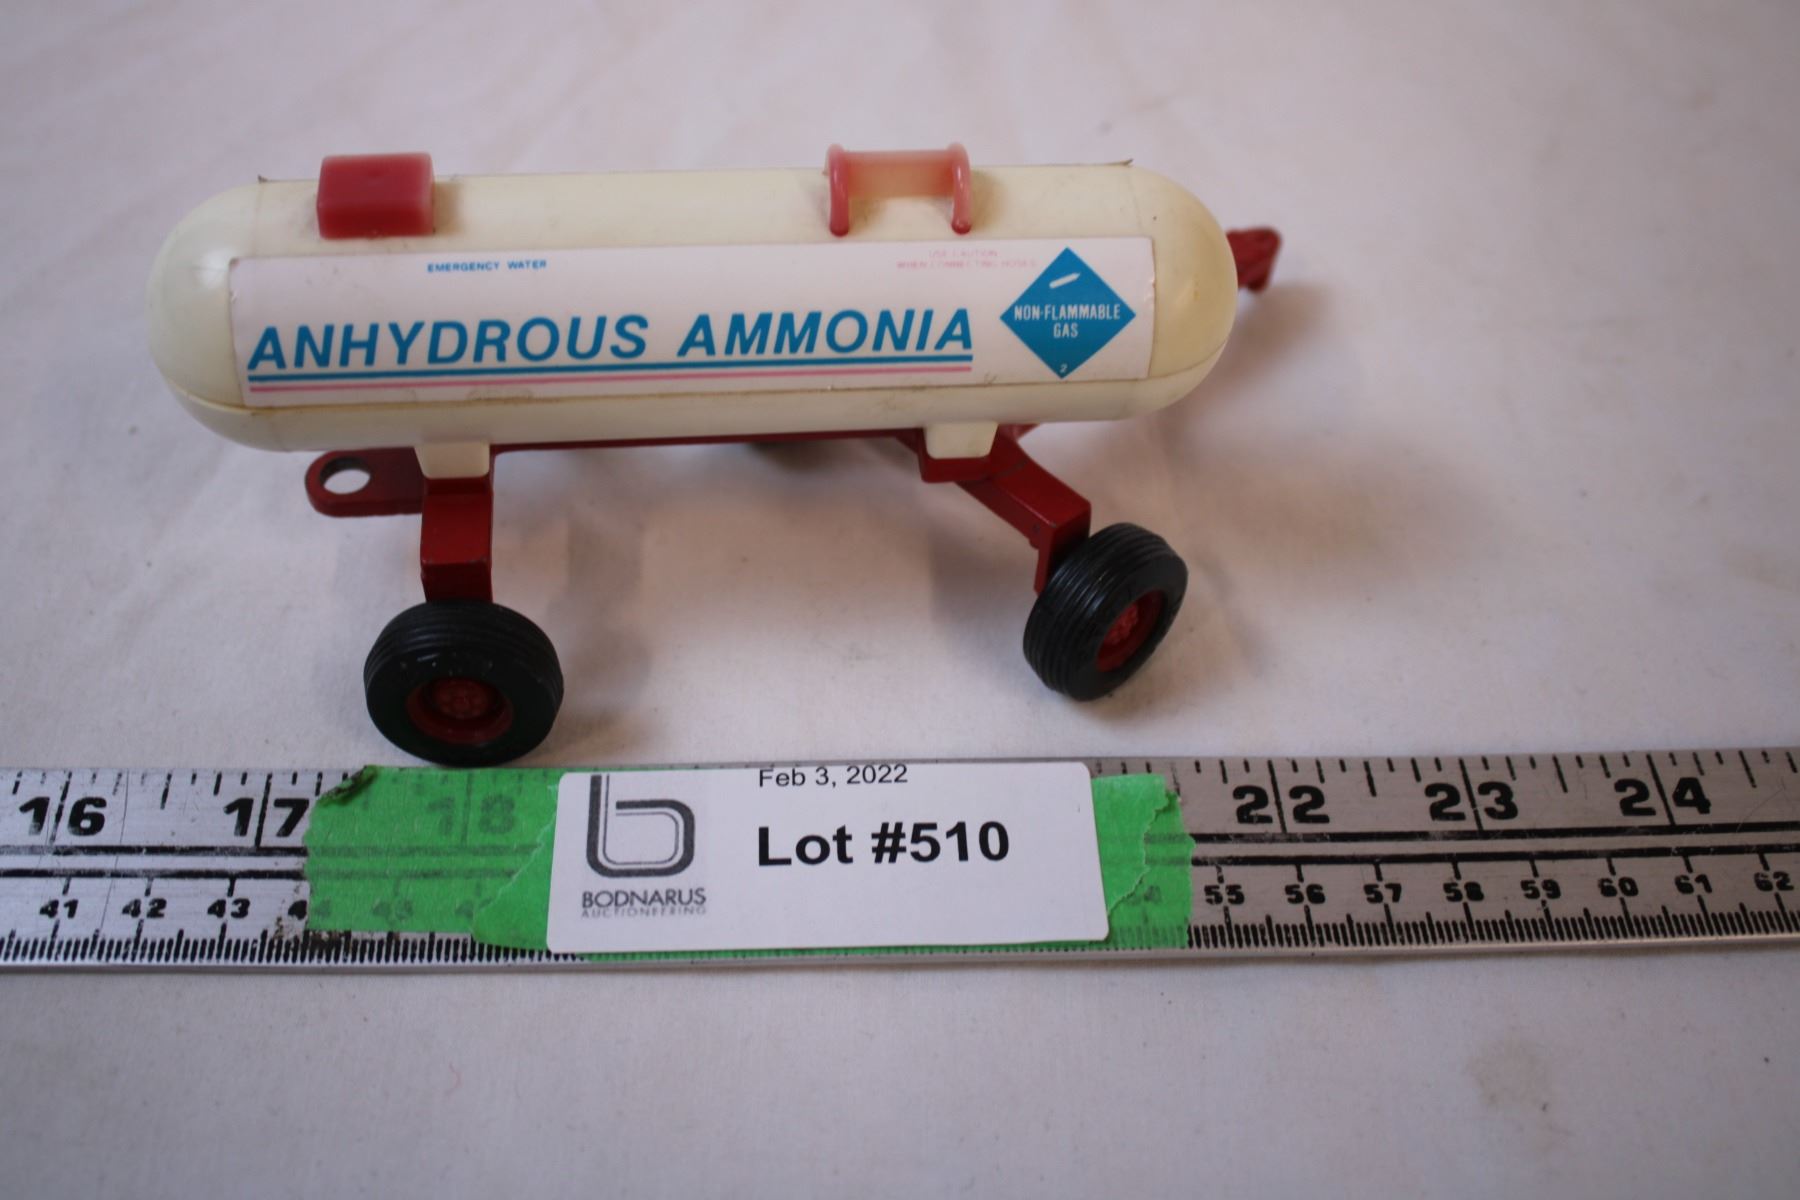 EMERGENCY WATER
USE CAUTION
WHEN CONNECTING HOSES
ANHYDROUS AMMONIA
NON-FLAMMABLE
GAS
2
Feb 3, 2022
Lot #510
BODNARUS
AUCTIONEERING
16 17 18 22 23 24
41 42 43 55 56 57 58 59 60 61 62